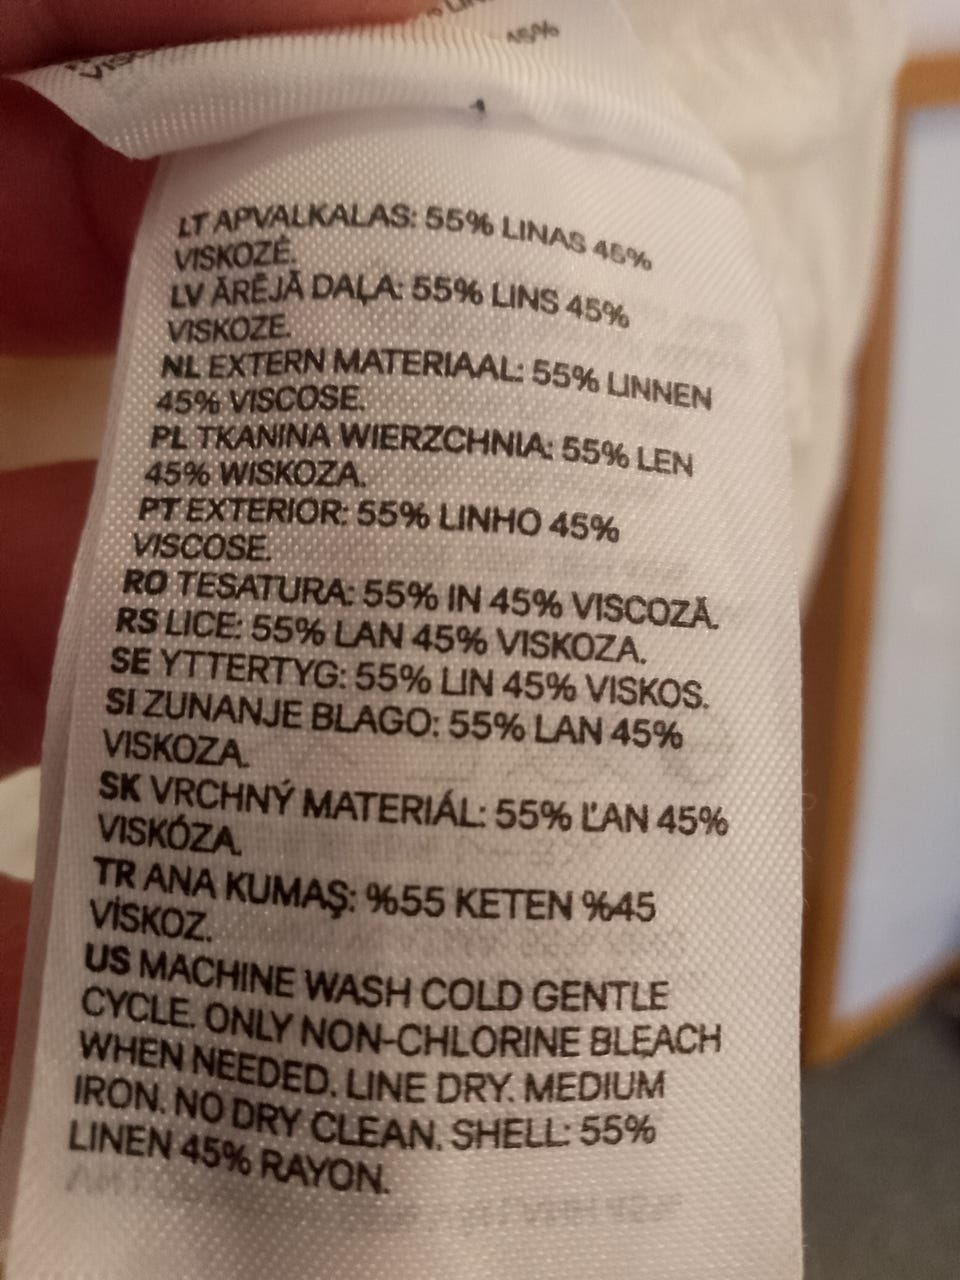 45%
LT APVALKALAS: 55% LINAS 45%
VISKOZĖ.
LV ĀRĒJĀ DAĻA: 55% LINS 45%
VISKOZE.
NL EXTERN MATERIAAL: 55% LINNEN
45% VISCOSE.
PL TKANINA WIERZCHNIA: 55% LEN
45% WISKOZA.
PT EXTERIOR: 55% LINHO 45%
VISCOSE.
RO TESATURA: 55% IN 45% VISCOZĂ.
RS LICE: 55% LAN 45% VISKOZA.
SE YTTERTYG: 55% LIN 45% VISKOS.
SI ZUNANJE BLAGO: 55% LAN 45%
VISKOZA.
SK VRCHNÝ MATERIÁL: 55% ĽAN 45%
VISKÓZA.
TR ANA KUMAŞ: %55 KETEN %45
VİSKOZ.
US MACHINE WASH COLD GENTLE
CYCLE. ONLY NON-CHLORINE BLEACH
WHEN NEEDED. LINE DRY. MEDIUM
IRON. NO DRY CLEAN. SHELL: 55%
LINEN 45% RAYON.